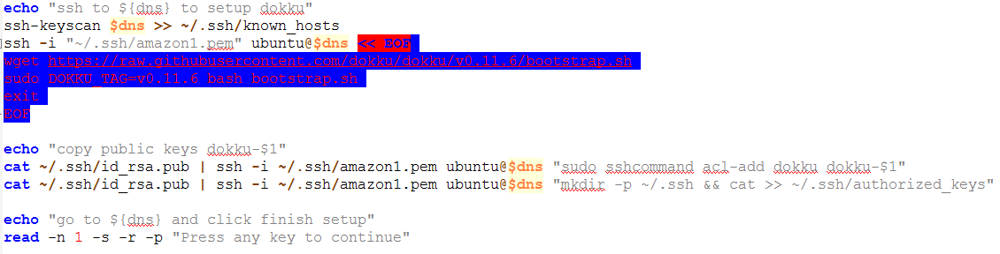 echo "ssh to ${dns} to setup dokku"
ssh-keyscan $dns >> ~/.ssh/known_hosts
ssh -i "~/.ssh/amazon1.pem" ubuntu@$dns << EOF
wget https://raw.githubusercontent.com/dokku/dokku/v0.11.6/bootstrap.sh
sudo DOKKU_TAG=v0.11.6 bash bootstrap.sh
exit
EOF
echo "copy public keys dokku-$1"
cat ~/.ssh/id_rsa.pub | ssh -i ~/.ssh/amazon1.pem ubuntu@$dns "sudo sshcommand acl-add dokku dokku-$1"
cat ~/.ssh/id_rsa.pub | ssh -i ~/.ssh/amazon1.pem ubuntu@$dns "mkdir -p ~/.ssh && cat >> ~/.ssh/authorized_keys"
echo "go to ${dns} and click finish setup"
read -n 1 -s -r -p "Press any key to continue"